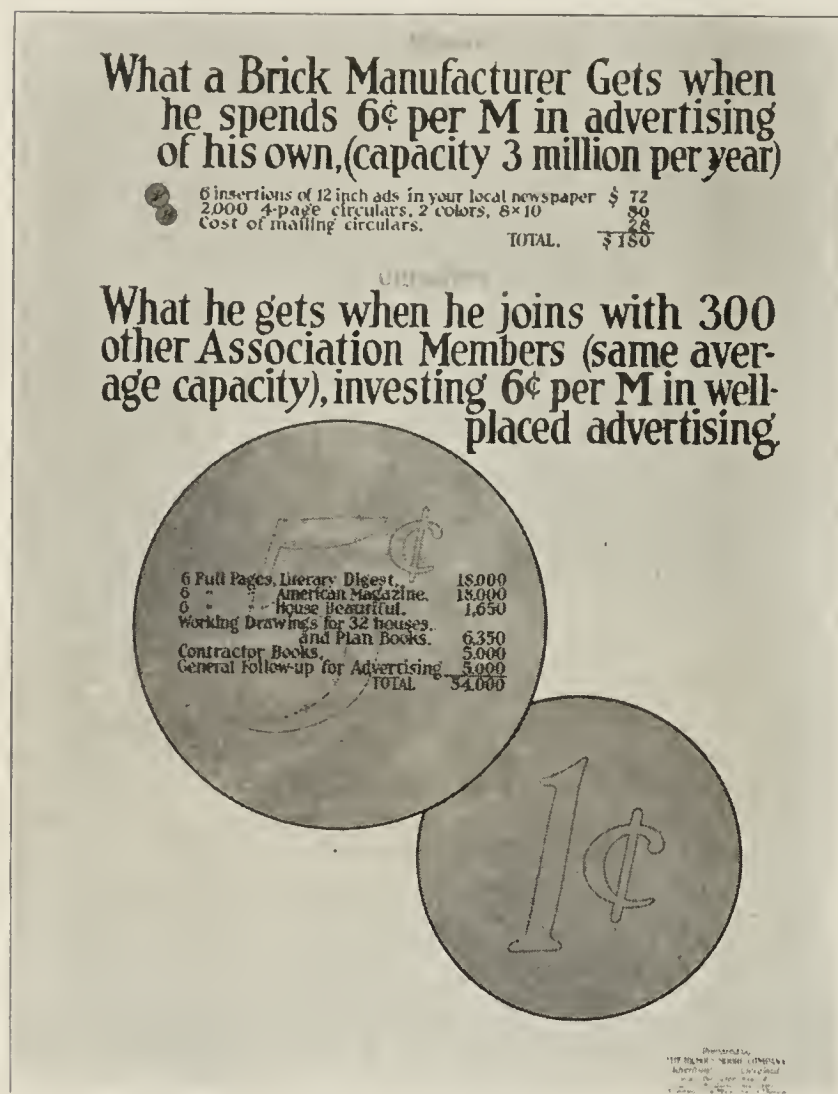 What a Brick Manufacturer Gets when
he spends 6¢ per M in advertising
of his own, (capacity 3 million per year)
6 insertions of 12 inch ads in your local newspaper $ 72
2,000 4-page circulars, 2 colors, 8×10 80
Cost of mailing circulars. 28
TOTAL. $180
What he gets when he joins with 300
other Association Members (same aver-
age capacity), investing 6¢ per M in well-
placed advertising.
5¢
6 Full Pages, Literary Digest. 18,000
6 " " American Magazine. 18,000
6 " " House Beautiful. 1,650
Working Drawings for 32 houses.
and Plan Books. 6,350
Contractor Books. 5,000
General Follow-up for Advertising 5,000
TOTAL 54,000
1¢
Prepared by
COMPANY